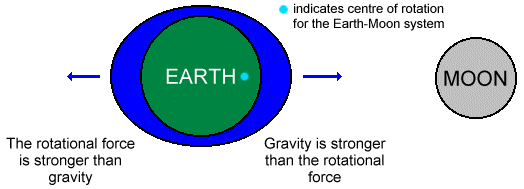 indicates centre of rotation
for the Earth-Moon system
EARTH
MOON
The rotational force
is stronger than
gravity
Gravity is stronger
than the rotational
force